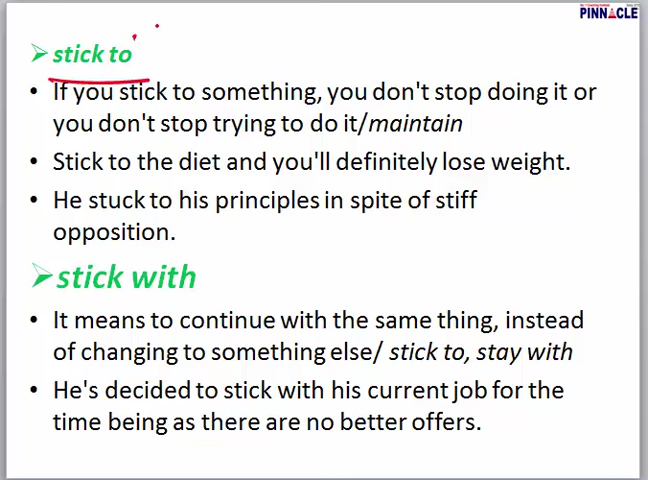 PINNACLE
stick to
If you stick to something, you don't stop doing it or
you don't stop trying to do it/maintain
Stick to the diet and you'll definitely lose weight.
He stuck to his principles in spite of stiff
opposition.
stick with
It means to continue with the same thing, instead
of changing to something else/ stick to, stay with
He's decided to stick with his current job for the
time being as there are no better offers.